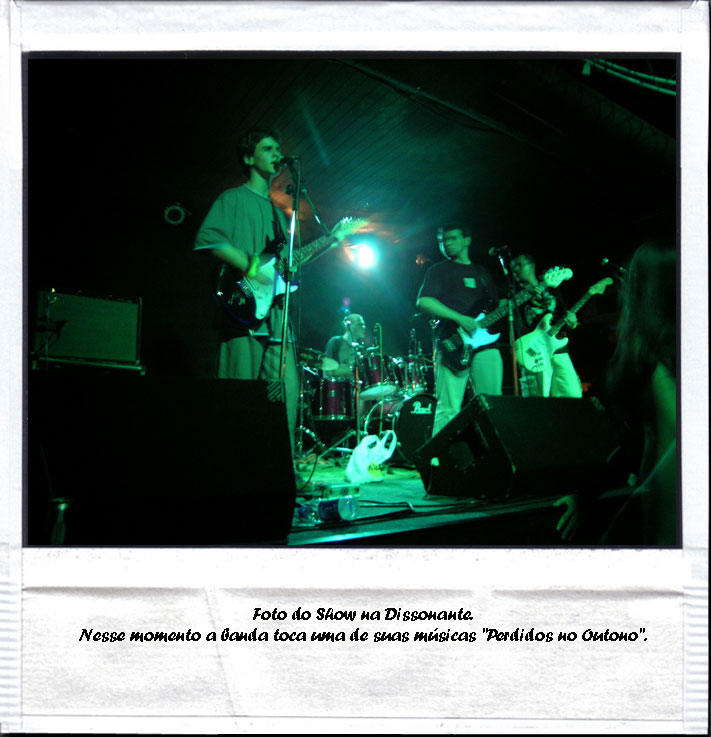 Pearl
Foto do Show na Dissonante.
Nesse momento a banda toca uma de suas músicas "Perdidos no Outono".